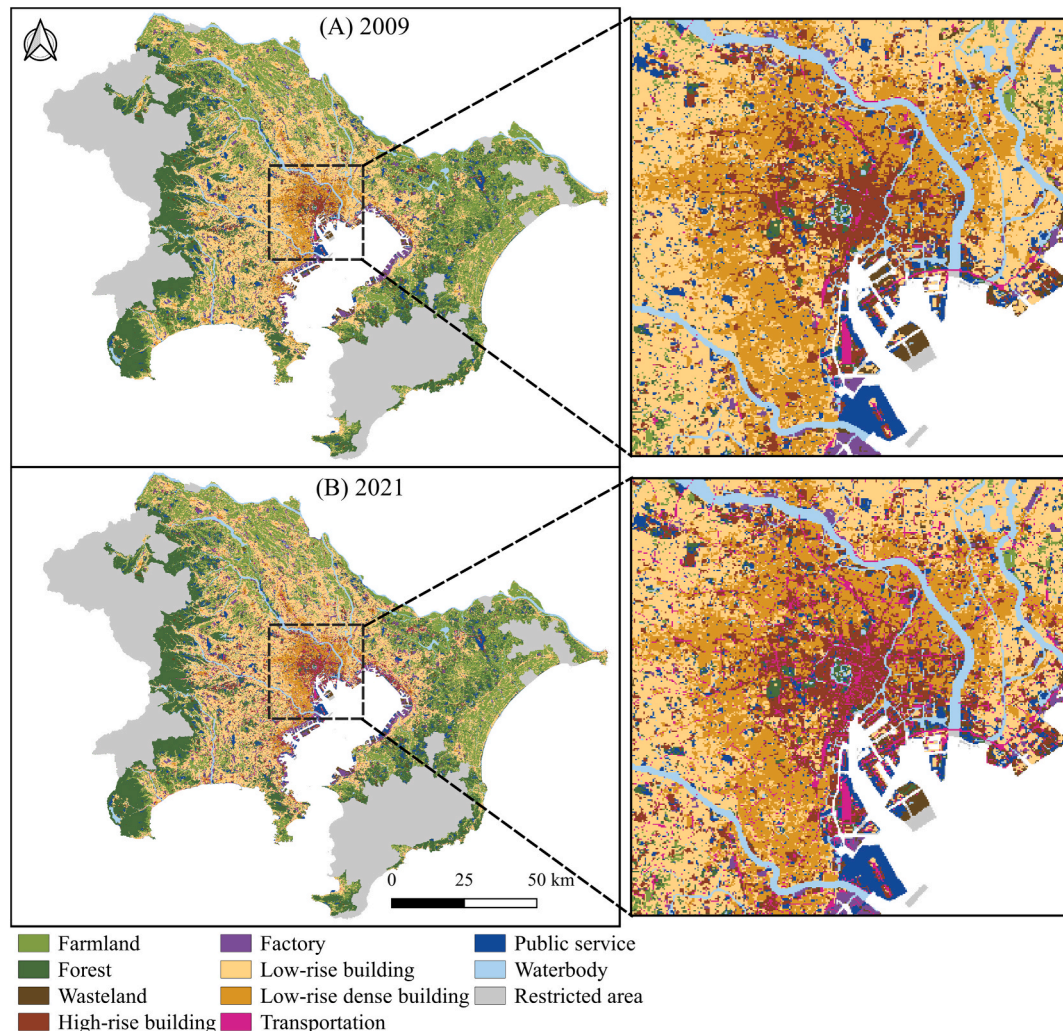 (A) 2009
(B) 2021
0 25 50 km
Farmland Factory Public service
Forest Low-rise building Waterbody
Wasteland Low-rise dense building Restricted area
High-rise building Transportation